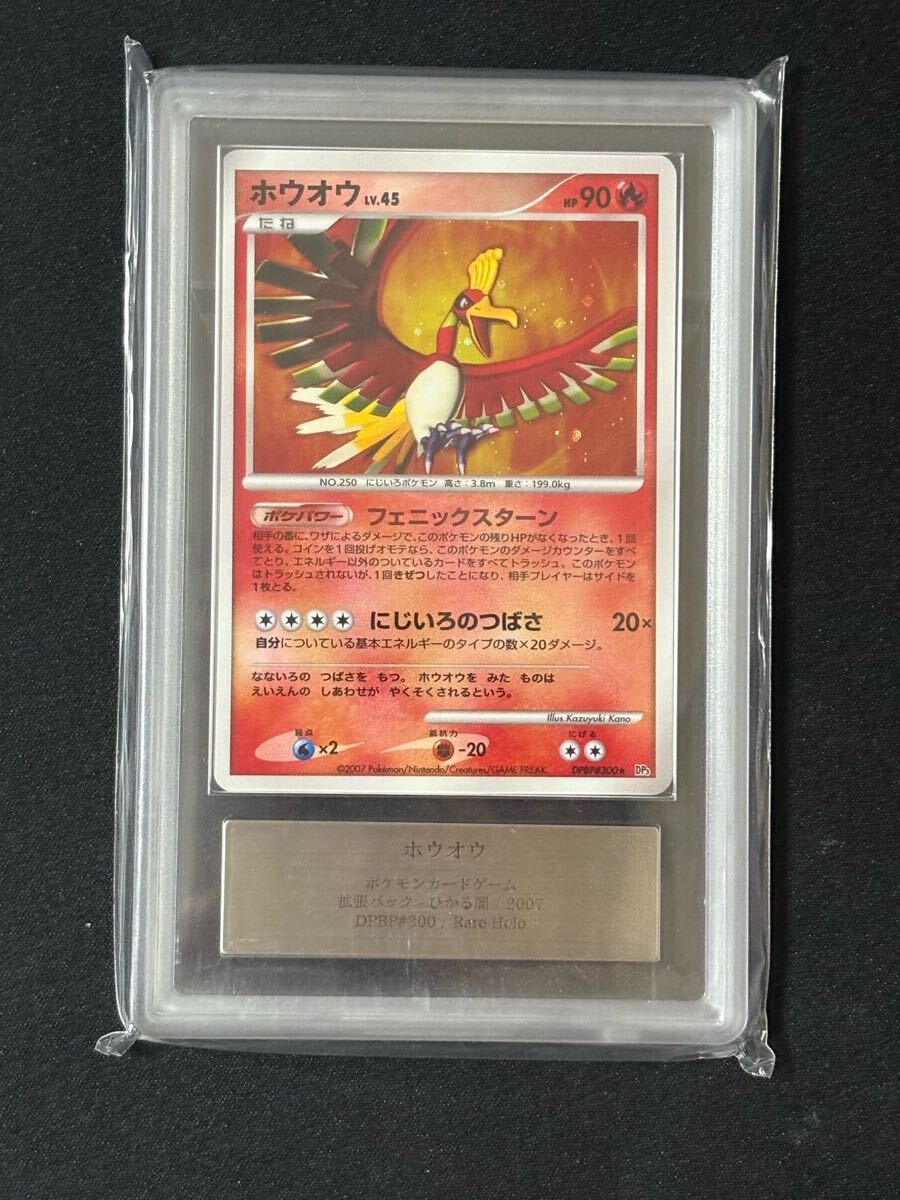 ホウオウ LV.45 HP 90
たね
NO.250 にじいろポケモン 高さ:3.8m 重さ:199.0kg
ポケパワー フェニックスターン
相手の番に、ワザによるダメージで、このポケモンの残りHPがなくなったとき、1回
使える。コインを1回投げオモテなら、このポケモンのダメージカウンターをすべ
てとり、エネルギー以外のついているカードをすべてトラッシュ。このポケモン
はトラッシュされないが、1回きぜつしたことになり、相手プレイヤーはサイドを
1枚とる。
にじいろのつばさ 20×
自分についている基本エネルギーのタイプの数×20ダメージ。
なないろの つばさを もつ。 ホウオウを みた ものは
えいえんの しあわせが やくそくされるという。
Illus.Kazuyuki Kano
弱点 抵抗力 にげる
×2 -20
©2007 Pokémon/Nintendo/Creatures/GAME FREAK. DPBP#300★ DP3
ホウオウ
ポケモンカードゲーム
拡張パック - ひかる闇 / 2007
DPBP#300 / Rare Holo